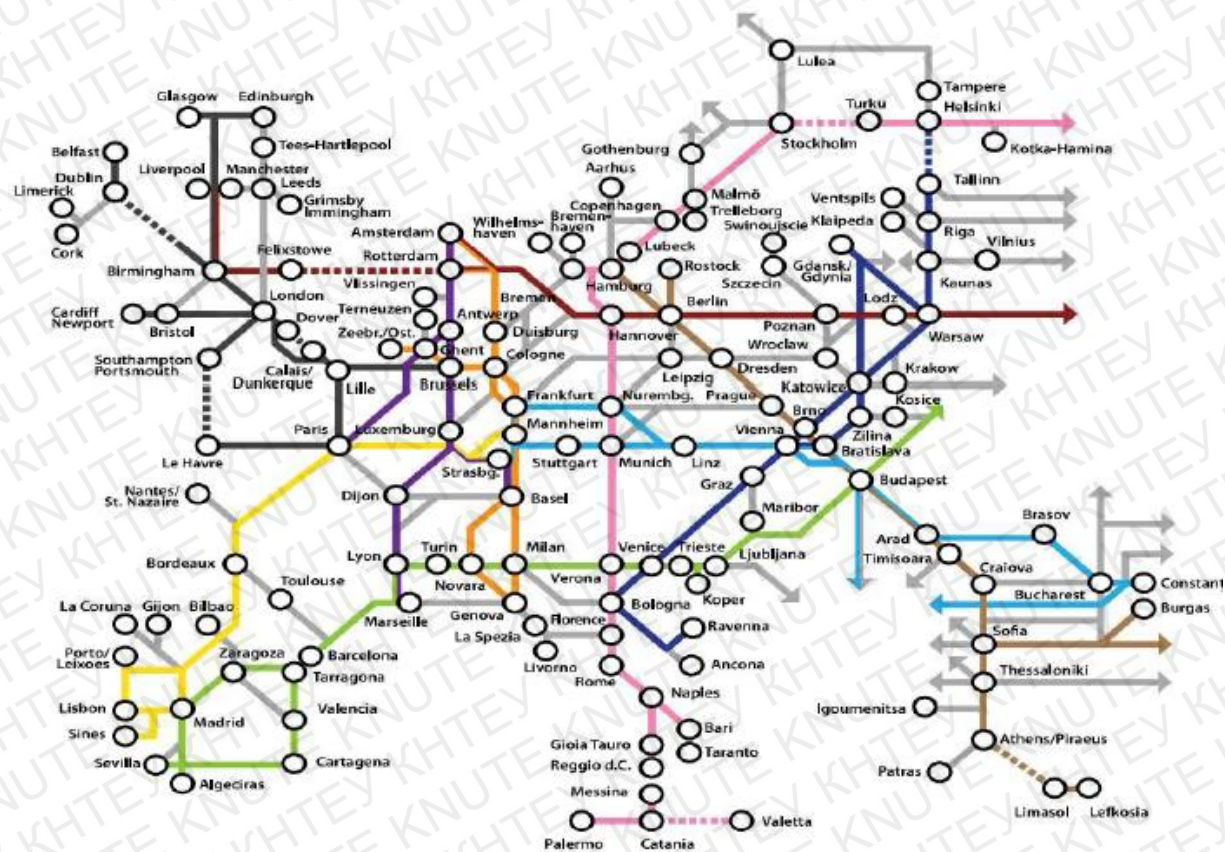 Lulea
Tampere
Glasgow Edinburgh
Turku Helsinki
Stockholm
Kotka-Hamina
Tees-Hartlepool
Belfast
Gothenburg
Aarhus
Dublin Liverpool Manchester
Leeds
Limerick
Tallinn
Grimsby
Immingham
Malmö
Trelleborg
Copenhagen
Ventspils
Klaipeda
Riga
Wilhelms-
haven
Bremen-
haven
Swinoujscie
Amsterdam
Cork
Lubeck
Vilnius
Felixstowe
Rotterdam
Birmingham
Hamburg
Rostock
Gdansk/
Gdynia
Kaunas
Vlissingen
Szczecin
London
Terneuzen
Bremen
Berlin
Lodz
Cardiff
Newport
Bristol
Dover
Antwerp
Zeebr./Ost.
Duisburg
Hannover
Poznan
Warsaw
Ghent
Wroclaw
Southampton
Portsmouth
Calais/
Dunkerque
Lille
Brussels
Cologne
Leipzig
Dresden
Katowice
Krakow
Frankfurt
Nurembg.
Prague
Kosice
Brno
Paris
Luxemburg
Mannheim
Vienna
Zilina
Bratislava
Le Havre
Strasbg.
Stuttgart
Munich
Linz
Nantes/
St. Nazaire
Dijon
Basel
Graz
Budapest
Maribor
Arad
Brasov
Timisoara
Bordeaux
Lyon
Turin
Milan
Venice
Trieste
Ljubljana
Craiova
Toulouse
Novara
Verona
Koper
Bucharest
Constant
La Coruna Gijon Bilbao
Marseille
Genova
Bologna
Burgas
La Spezia
Florence
Ravenna
Sofia
Porto/
Leixoes
Zaragoza
Barcelona
Livorno
Ancona
Tarragona
Rome
Thessaloniki
Lisbon
Madrid
Valencia
Naples
Igoumenitsa
Sines
Bari
Gioia Tauro
Taranto
Athens/Piraeus
Sevilla
Cartagena
Reggio d.C.
Patras
Algeciras
Messina
Limasol Lefkosia
Palermo Catania Valetta
KNUTE KHTEY